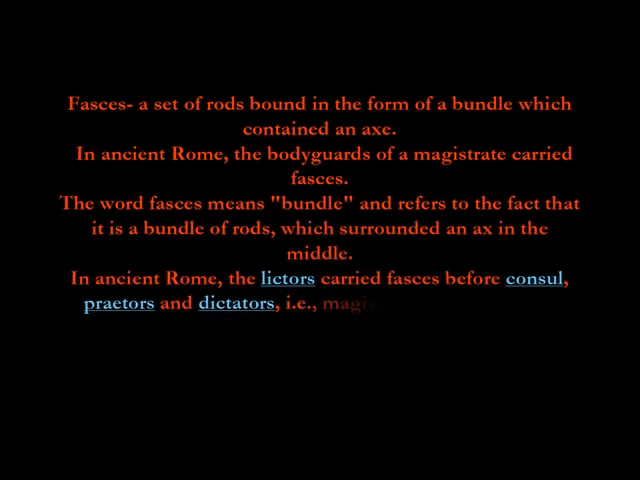 Fasces- a set of rods bound in the form of a bundle which
contained an axe.
In ancient Rome, the bodyguards of a magistrate carried
fasces.
The word fasces means "bundle" and refers to the fact that
it is a bundle of rods, which surrounded an ax in the
middle.
In ancient Rome, the lictors carried fasces before consul,
praetors and dictators, i.e.,